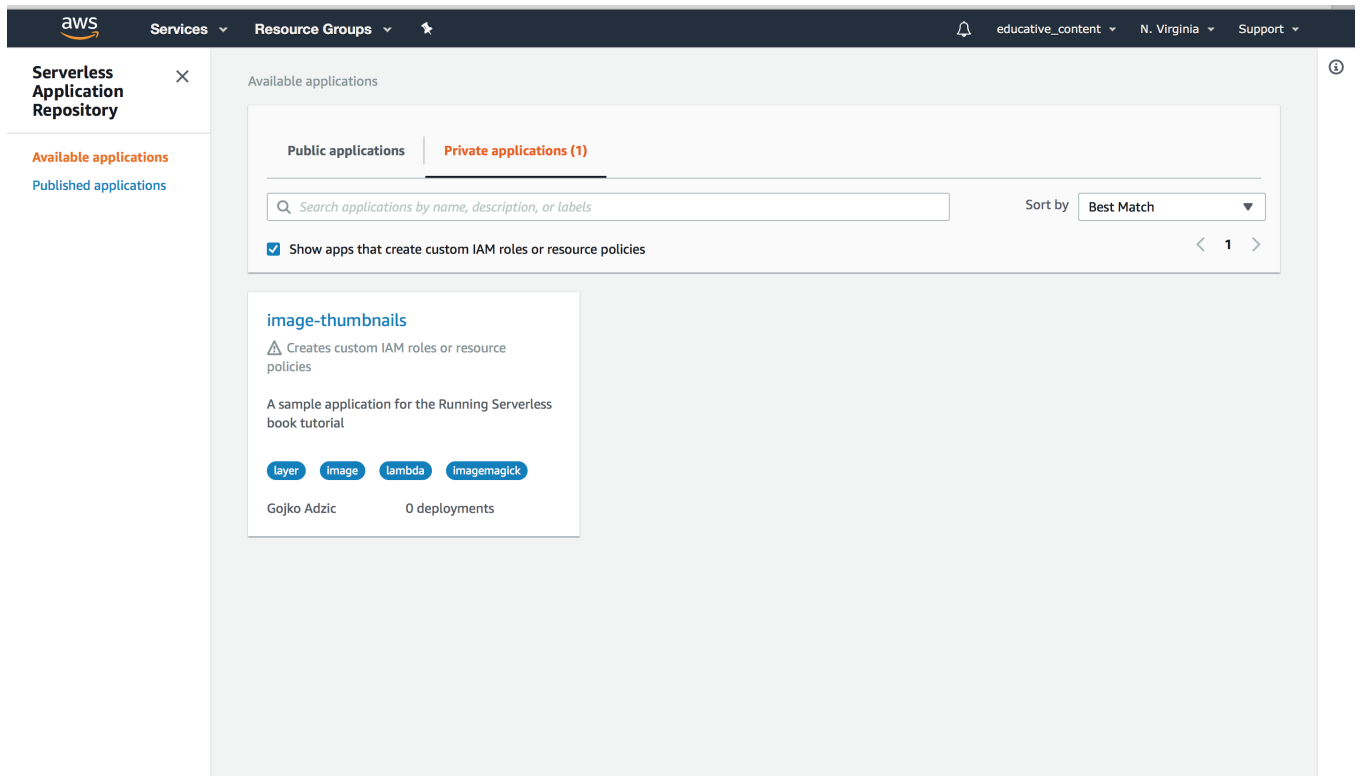 aws
Services
Resource Groups
educative_content
N. Virginia
Support
Serverless
Application
Repository
Available applications
Published applications
Available applications
Public applications
Private applications (1)
Search applications by name, description, or labels
Sort by
Best Match
Show apps that create custom IAM roles or resource policies
1
image-thumbnails
Creates custom IAM roles or resource
policies
A sample application for the Running Serverless
book tutorial
layer image lambda imagemagick
Gojko Adzic 0 deployments